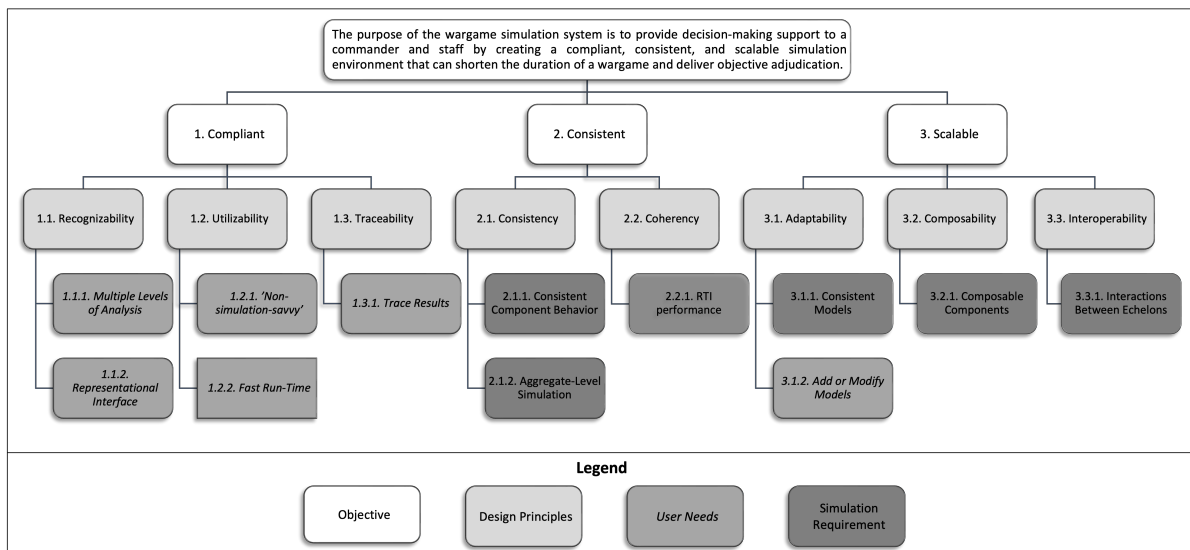 The purpose of the wargame simulation system is to provide decision-making support to a
commander and staff by creating a compliant, consistent, and scalable simulation
environment that can shorten the duration of a wargame and deliver objective adjudication.
1. Compliant
2. Consistent
3. Scalable
1.1. Recognizability
1.2. Utilizability
1.3. Traceability
2.1. Consistency
2.2. Coherency
3.1. Adaptability
3.2. Composability
3.3. Interoperability
1.1.1. Multiple Levels
of Analysis
1.2.1. ’Non-
simulation-savvy’
1.3.1. Trace Results
2.1.1. Consistent
Component Behavior
2.2.1. RTI
performance
3.1.1. Consistent
Models
3.2.1. Composable
Components
3.3.1. Interactions
Between Echelons
1.1.2.
Representational
Interface
1.2.2. Fast Run-Time
2.1.2. Aggregate-Level
Simulation
3.1.2. Add or Modify
Models
Legend
Objective
Design Principles
User Needs
Simulation
Requirement